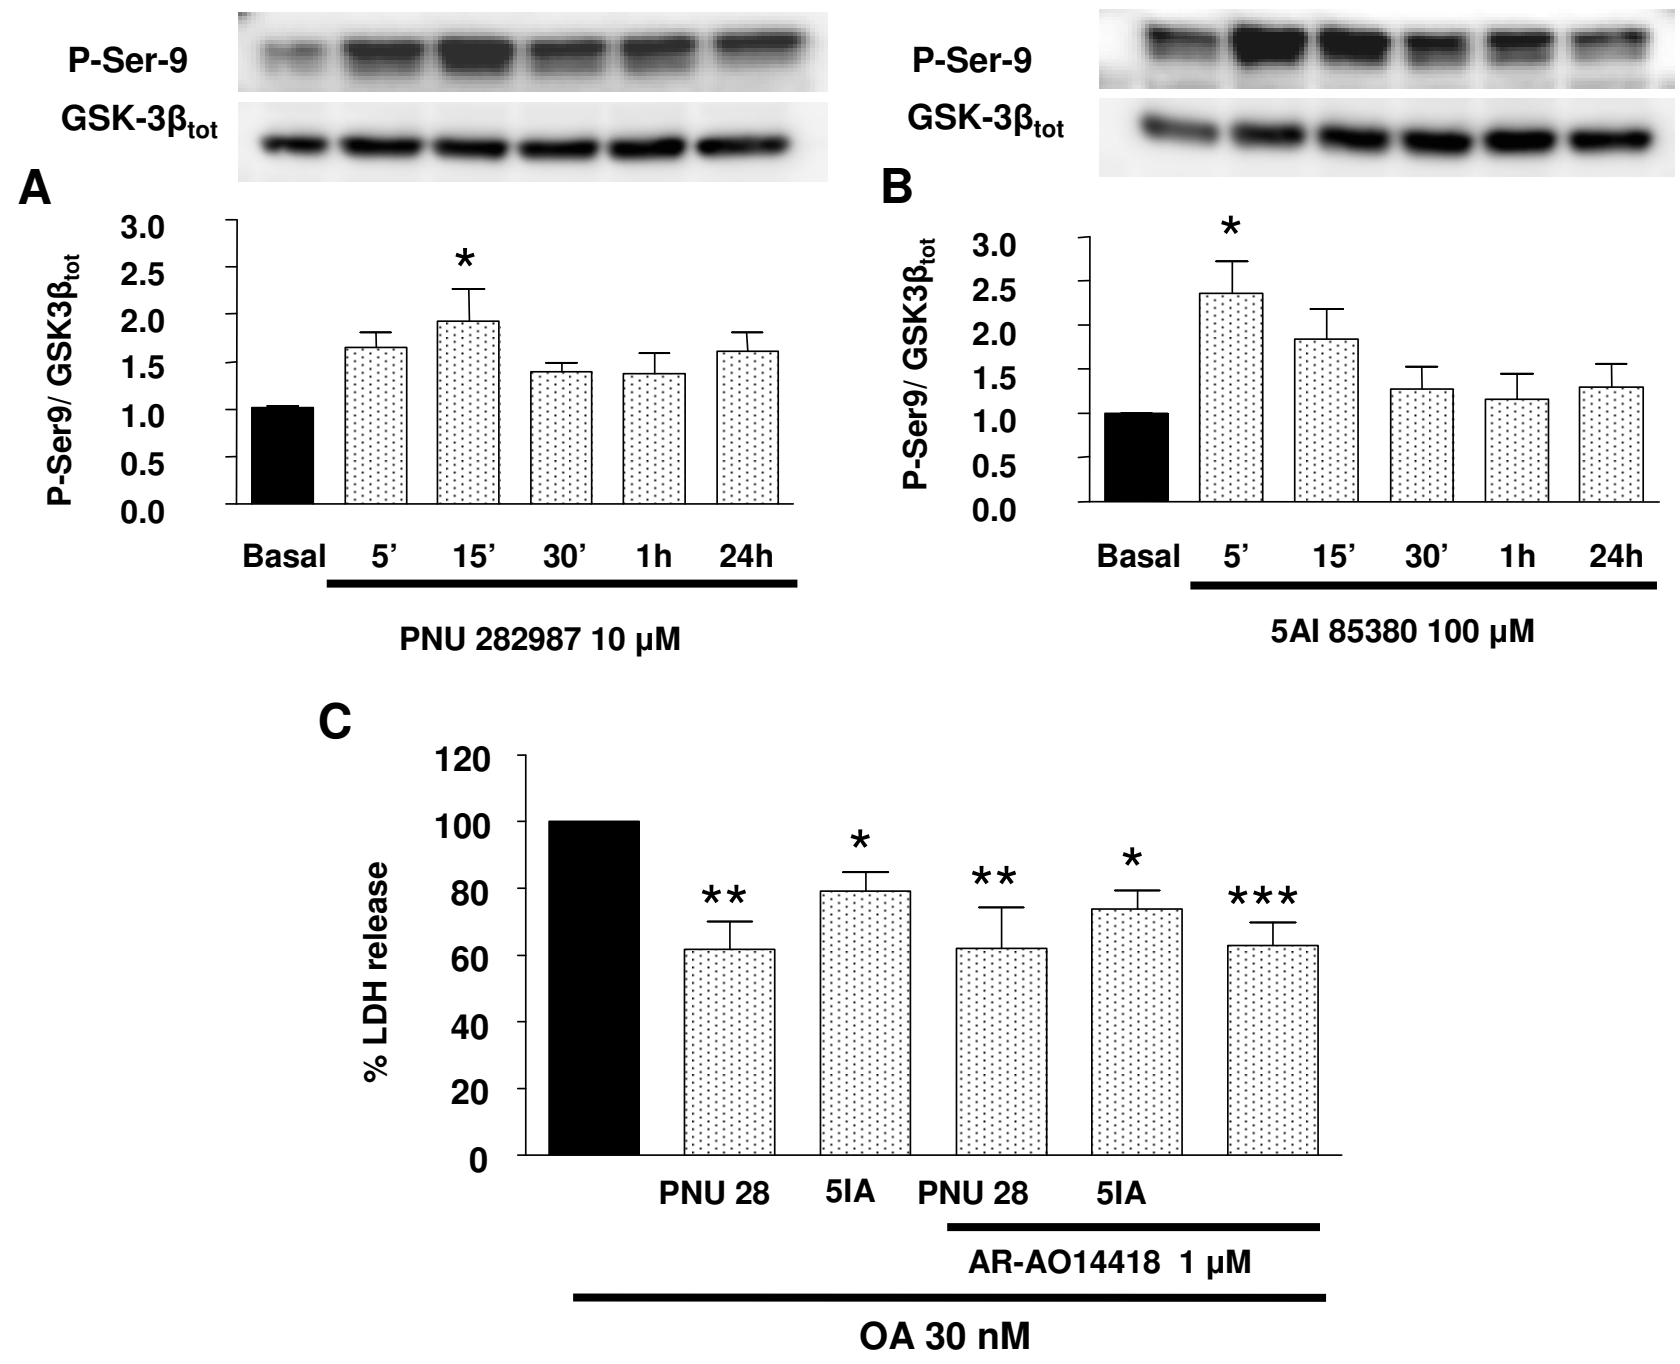 P-Ser-9
GSK-3βtot
A
3.0
2.5
2.0
1.5
1.0
0.5
0.0
P-Ser9/ GSK3βtot
*
Basal 5’ 15’ 30’ 1h 24h
PNU 282987 10 µM
P-Ser-9
GSK-3βtot
B
3.0
2.5
2.0
1.5
1.0
0.5
0.0
P-Ser9/ GSK3βtot
*
Basal 5’ 15’ 30’ 1h 24h
5AI 85380 100 µM
C
120
100
80
60
40
20
0
% LDH release
** * ** * ***
PNU 28 5IA PNU 28 5IA
AR-AO14418 1 µM
OA 30 nM